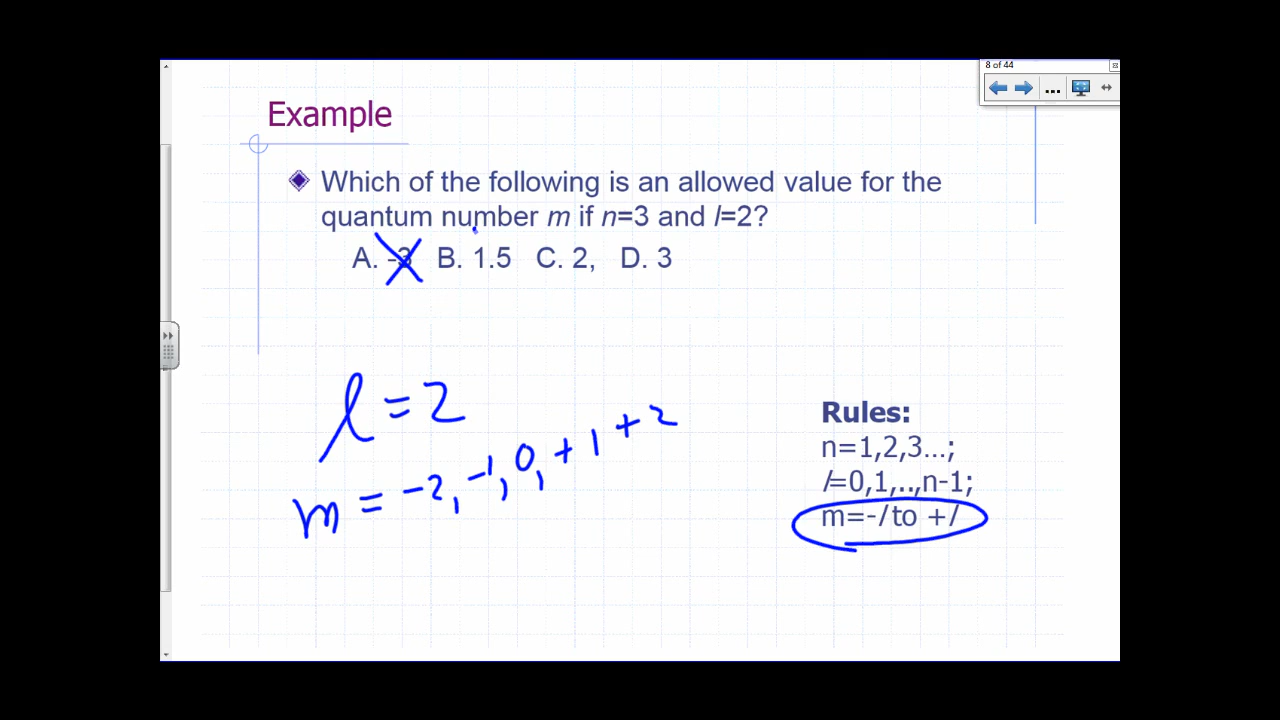 8 of 44
Example
Which of the following is an allowed value for the
quantum number m if n=3 and l=2?
A. -3 B. 1.5 C. 2, D. 3
l = 2
m = -2, -1, 0, +1 +2
Rules:
n=1,2,3...;
l=0,1,..,n-1;
m=-l to +l